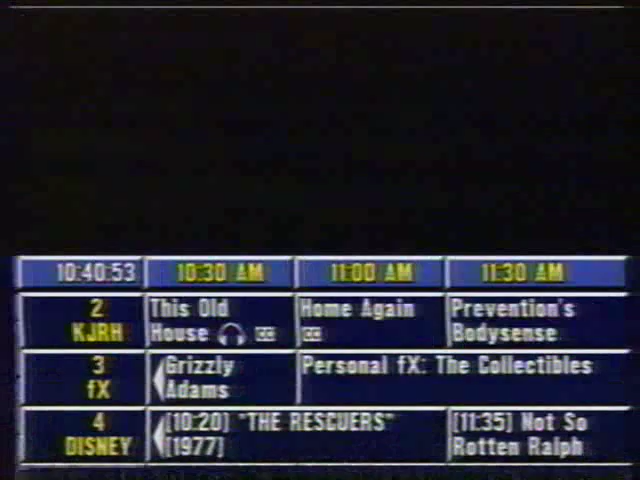 10:40:53 10:30 AM 11:00 AM 11:30 AM
2 This Old Home Again Prevention's
KJRH House CC CC Bodysense
3 Grizzly Personal fX: The Collectibles
fX Adams
4 [10:20] "THE RESCUERS" [11:35] Not So
DISNEY [1977] Rotten Ralph